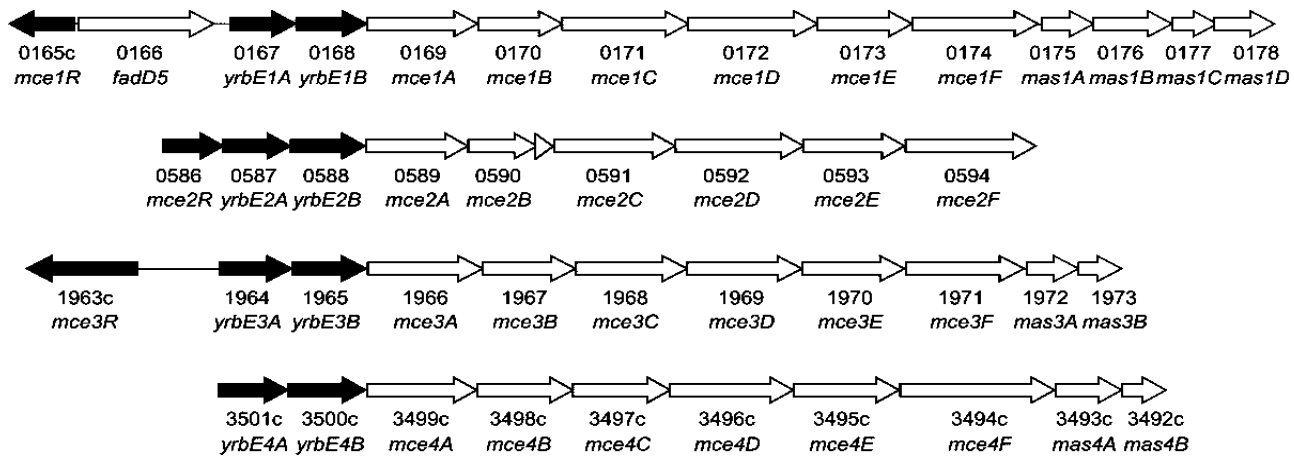 0165c 0166 0167 0168 0169 0170 0171 0172 0173 0174 0175 0176 0177 0178
mce1R fadD5 yrbE1A yrbE1B mce1A mce1B mce1C mce1D mce1E mce1F mas1A mas1B mas1C mas1D
0586 0587 0588 0589 0590 0591 0592 0593 0594
mce2R yrbE2A yrbE2B mce2A mce2B mce2C mce2D mce2E mce2F
1963c 1964 1965 1966 1967 1968 1969 1970 1971 1972 1973
mce3R yrbE3A yrbE3B mce3A mce3B mce3C mce3D mce3E mce3F mas3A mas3B
3501c 3500c 3499c 3498c 3497c 3496c 3495c 3494c 3493c 3492c
yrbE4A yrbE4B mce4A mce4B mce4C mce4D mce4E mce4F mas4A mas4B